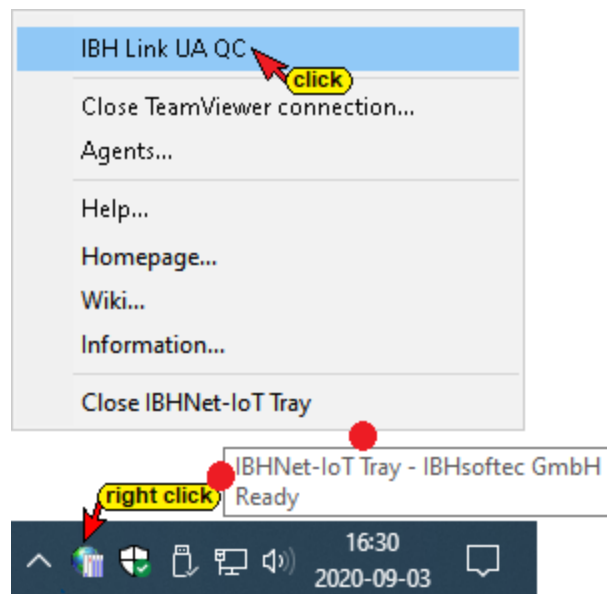 IBH Link UA QC
click
Close TeamViewer connection...
Agents...
Help...
Homepage...
Wiki...
Information...
Close IBHNet-IoT Tray
IBHNet-IoT Tray - IBHsoftec GmbH
Ready
right click
16:30
2020-09-03